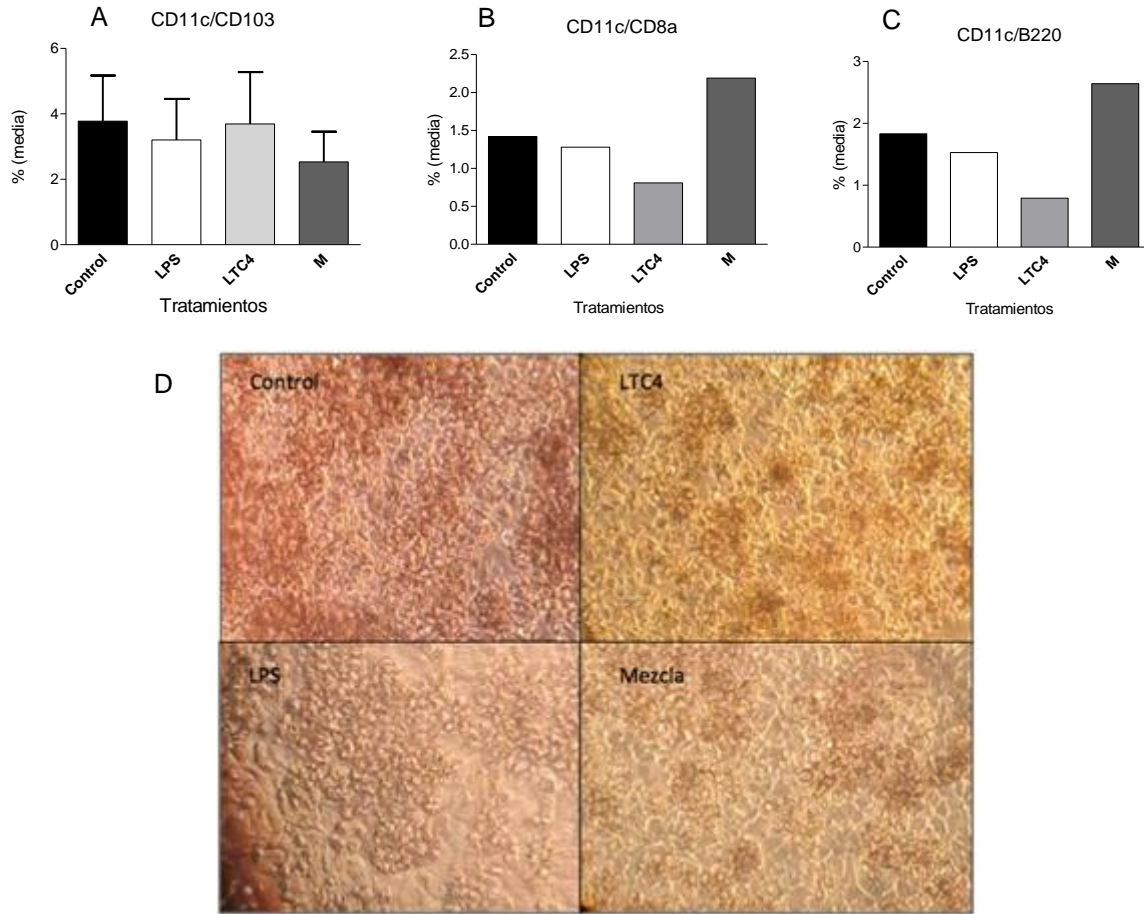 A
CD11c/CD103
% (media)
6
4
2
0
Control
LPS
LTC4
M
Tratamientos
B
CD11c/CD8a
% (media)
2.5
2.0
1.5
1.0
0.5
0.0
Control
LPS
LTC4
M
Tratamientos
C
CD11c/B220
% (media)
3
2
1
0
Control
LPS
LTC4
M
Tratamientos
D
Control
LTC4
LPS
Mezcla